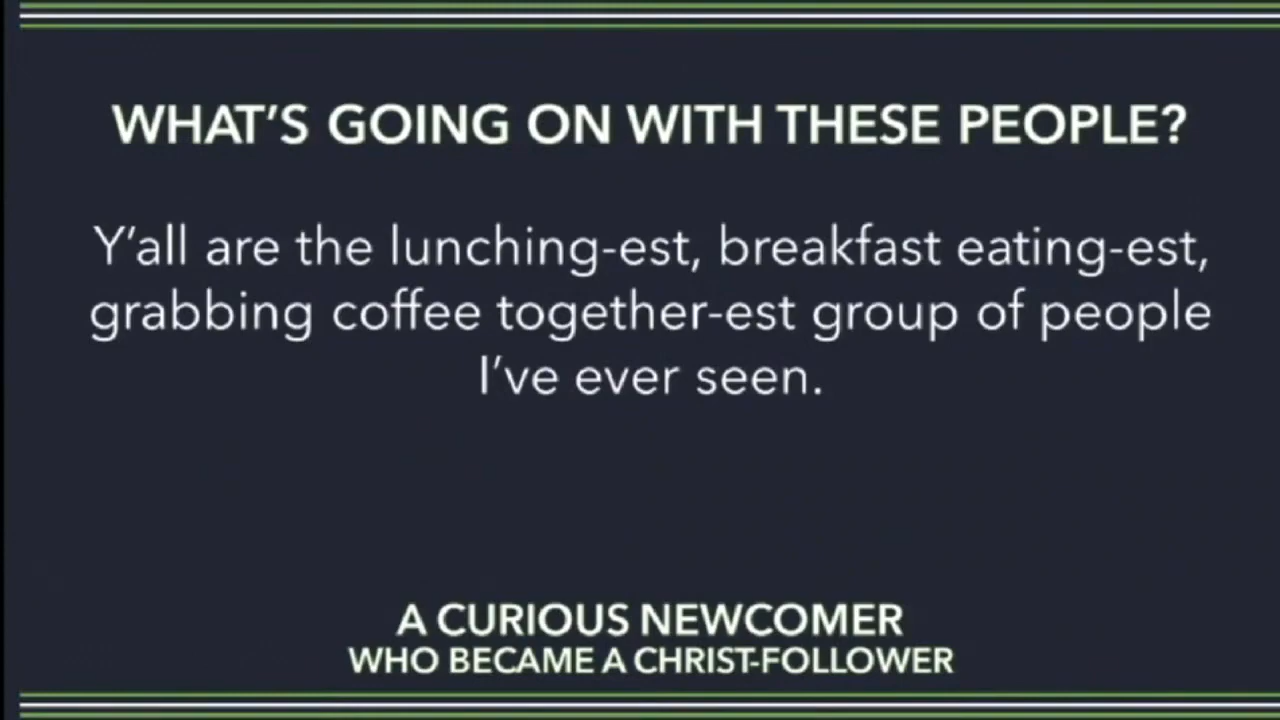 WHAT'S GOING ON WITH THESE PEOPLE?
Y'all are the lunching-est, breakfast eating-est,
grabbing coffee together-est group of people
I've ever seen.
A CURIOUS NEWCOMER
WHO BECAME A CHRIST-FOLLOWER